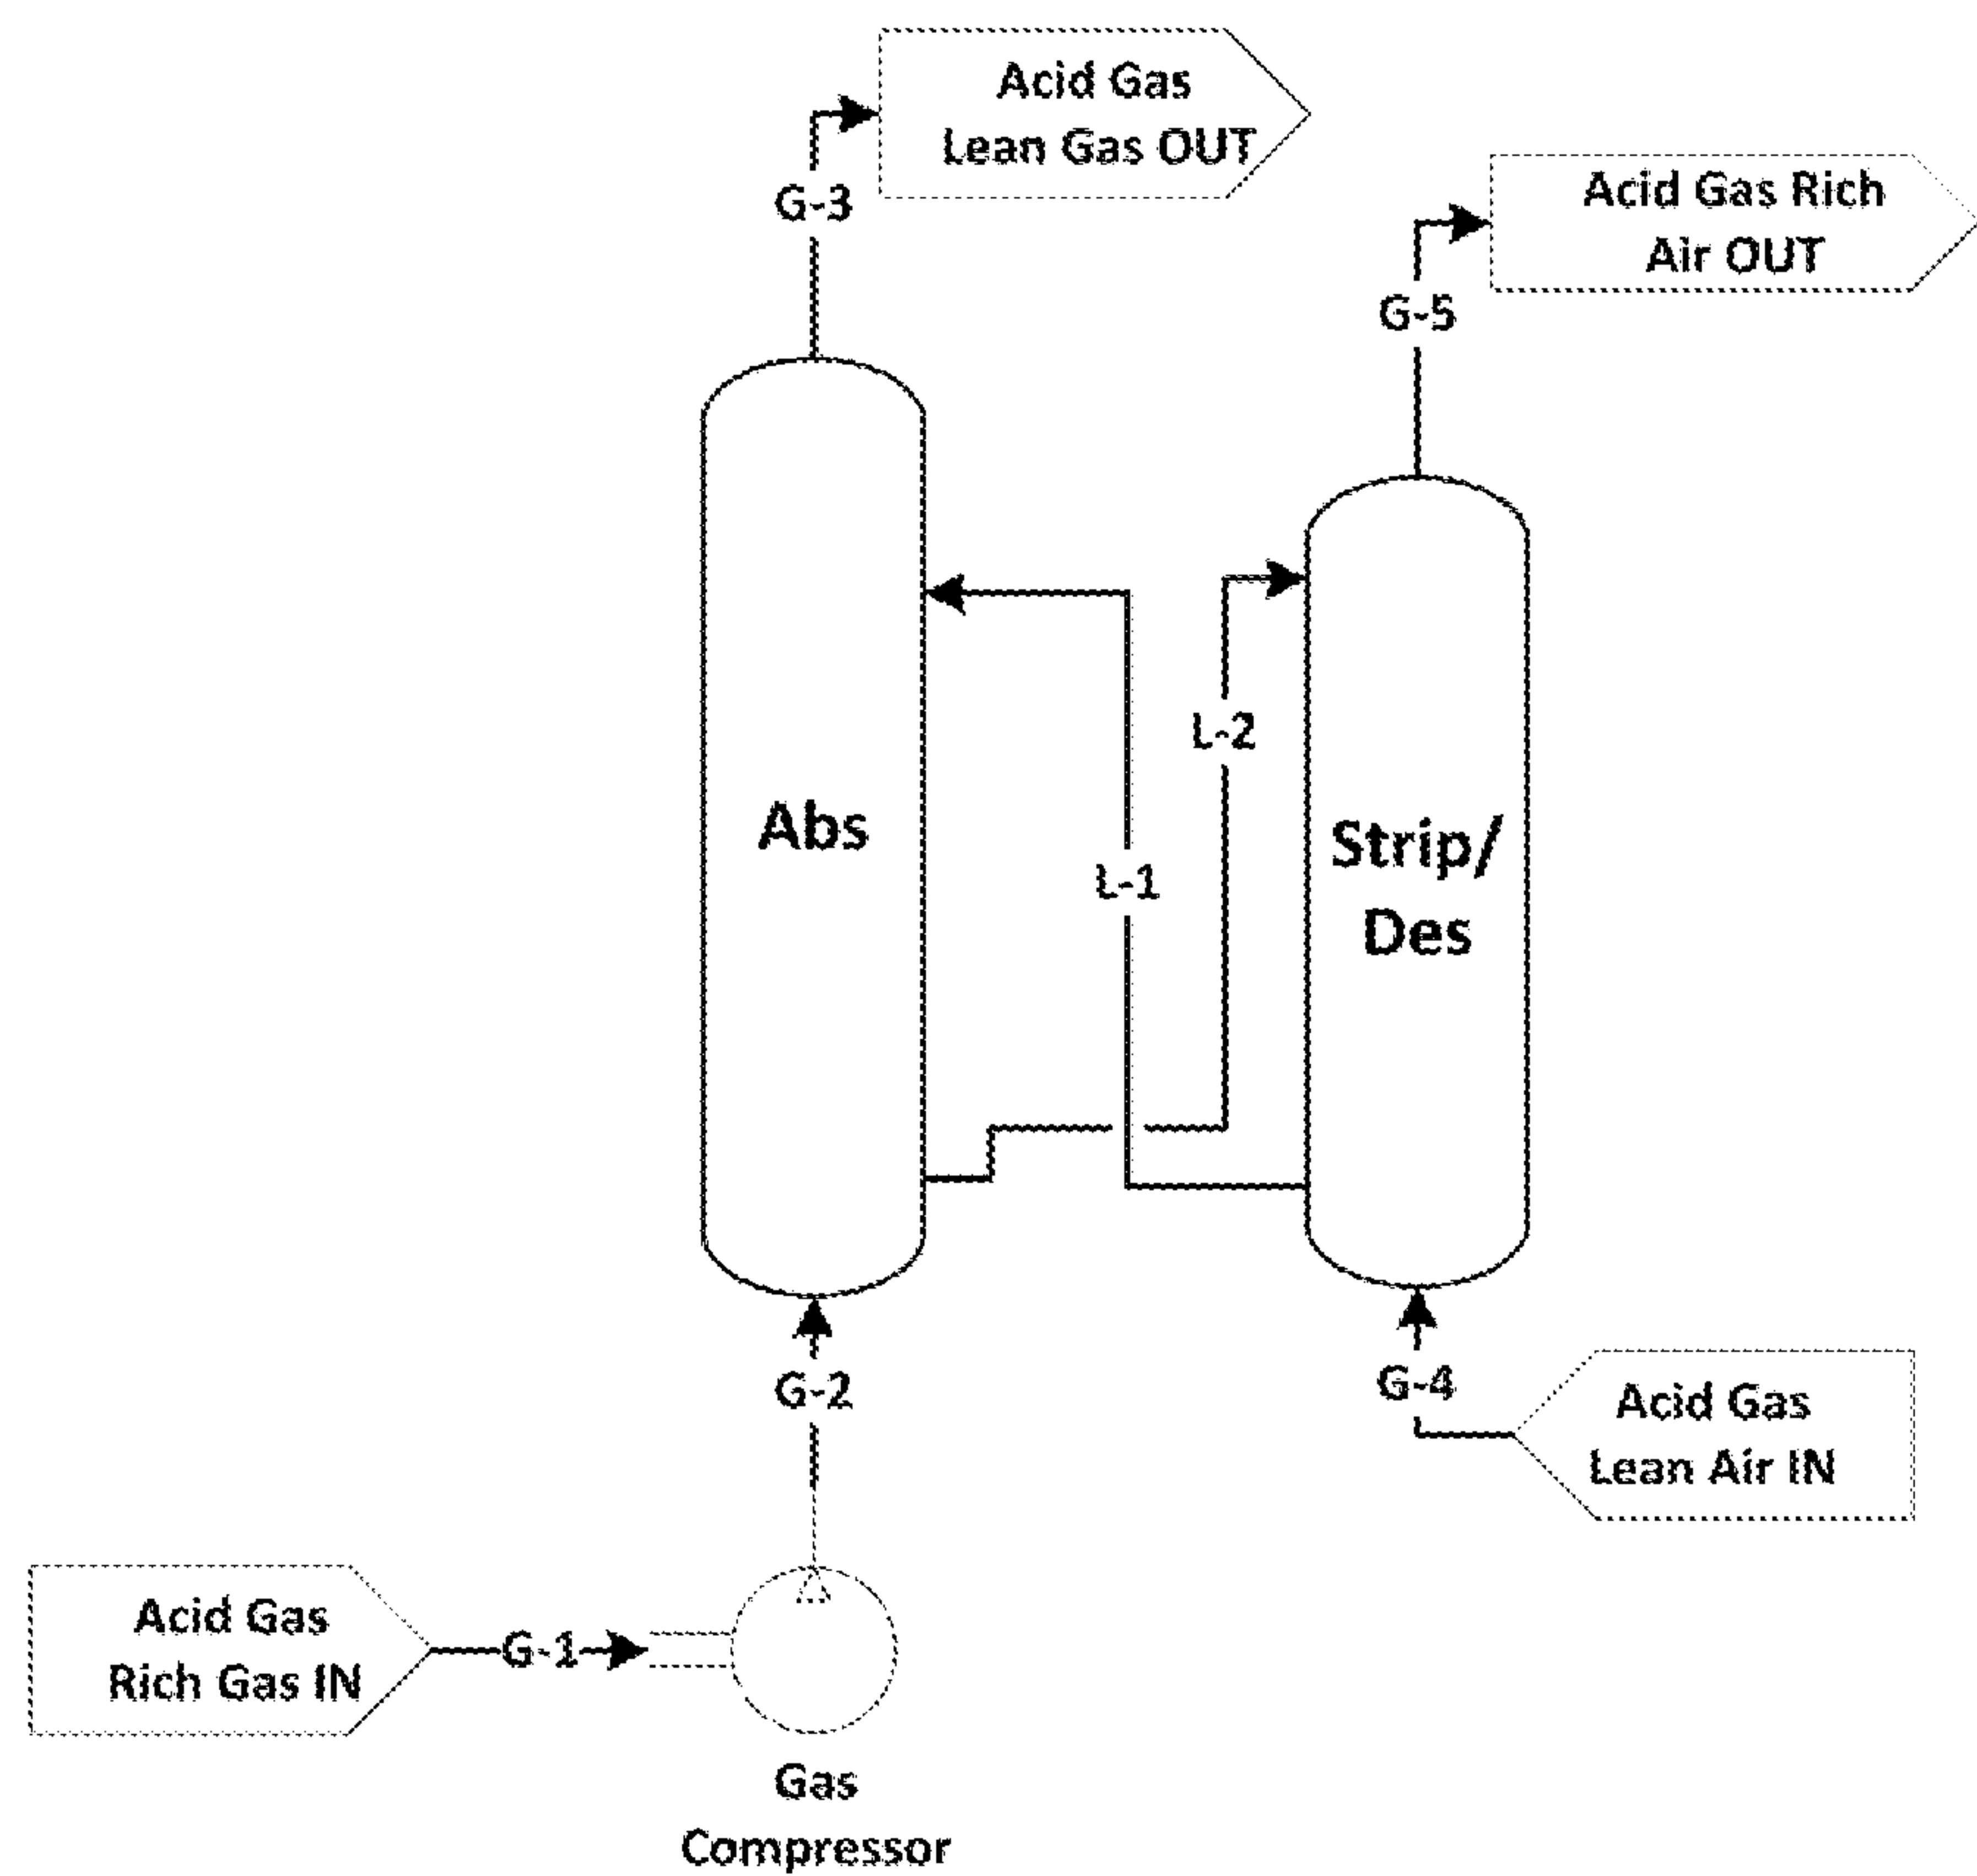 Acid Gas
Lean Gas OUT
G-3
Acid Gas Rich
Air OUT
G-5
L-2
Abs
L-1
Strip/
Des
G-2
G-4
Acid Gas
Lean Air IN
Acid Gas
Rich Gas IN
G-1
Gas
Compressor